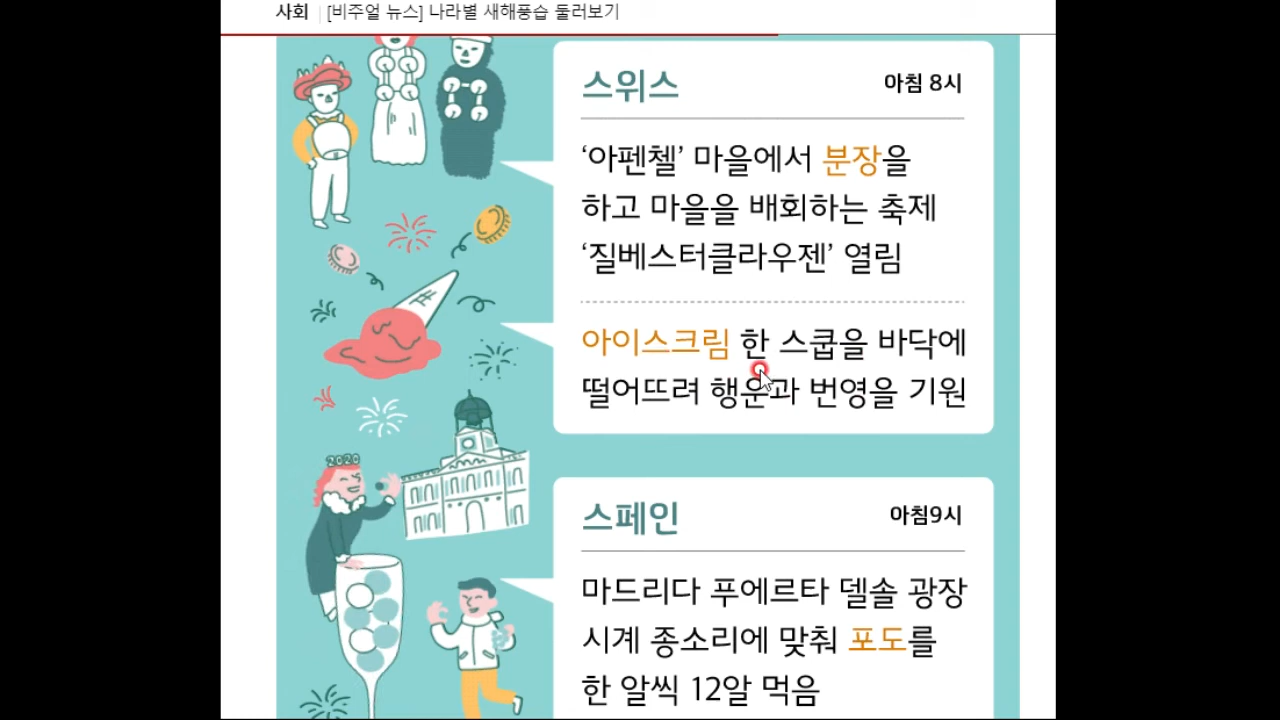 사회 [비주얼 뉴스] 나라별 새해풍습 둘러보기
스위스 아침 8시
‘아펜첼’ 마을에서 분장을
하고 마을을 배회하는 축제
‘질베스터클라우젠’ 열림
아이스크림 한 스쿱을 바닥에
떨어뜨려 행운과 번영을 기원
2020
스페인 아침9시
마드리다 푸에르타 델솔 광장
시계 종소리에 맞춰 포도를
한 알씩 12알 먹음